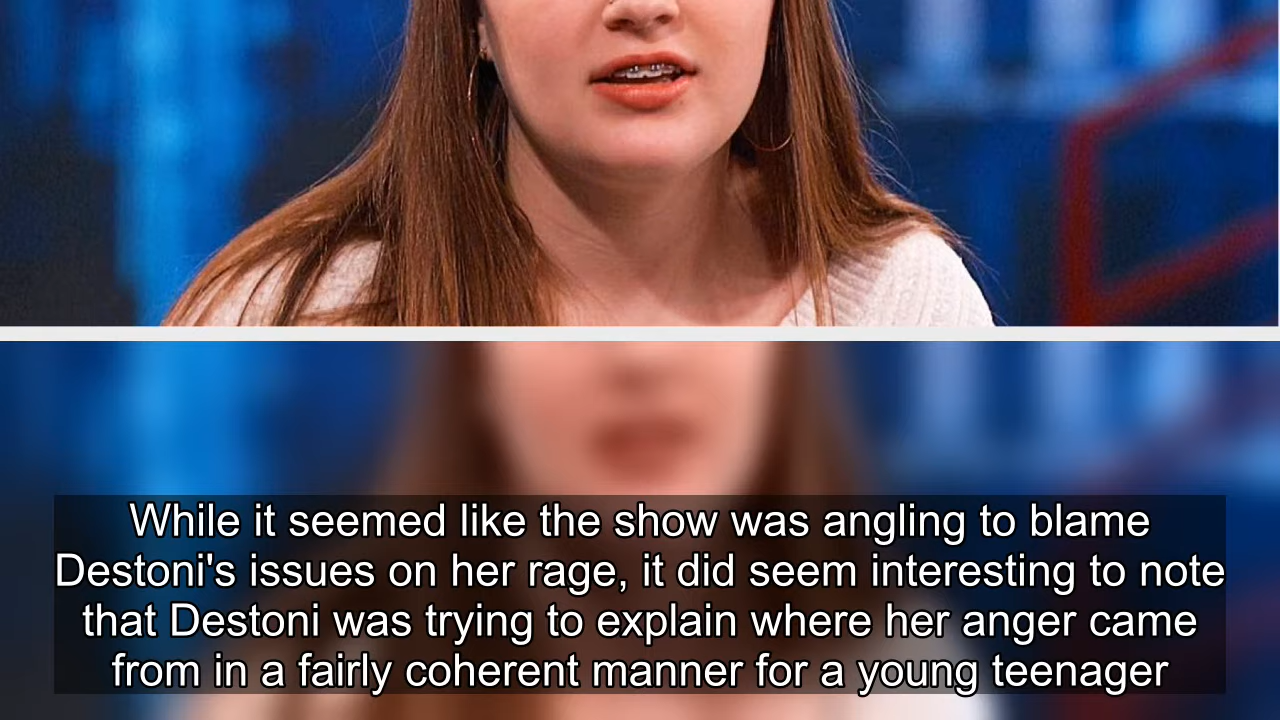 While it seemed like the show was angling to blame
Destoni's issues on her rage, it did seem interesting to note
that Destoni was trying to explain where her anger came
from in a fairly coherent manner for a young teenager